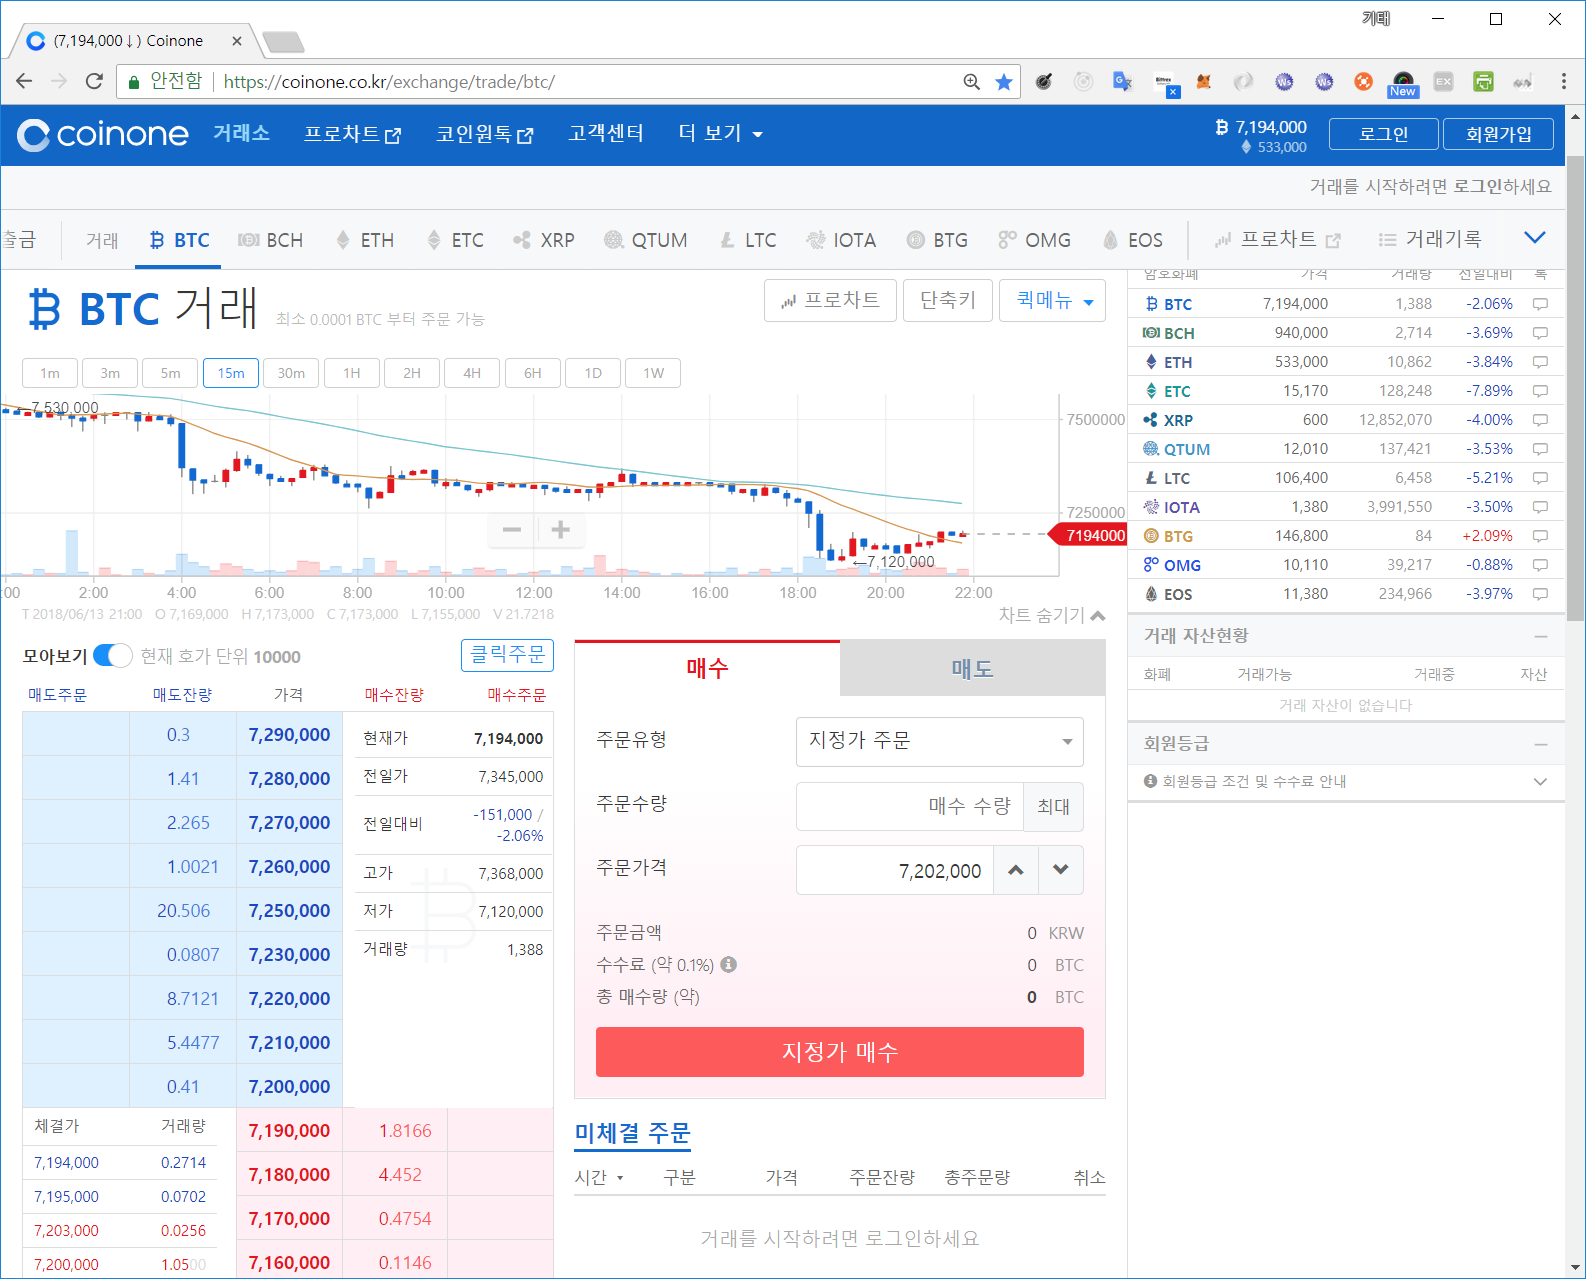 기태
(7,194,000↓) Coinone
안전함 https://coinone.co.kr/exchange/trade/btc/
New
EX
coinone 거래소 프로차트 코인원톡 고객센터 더 보기
7,194,000
533,000
로그인 회원가입
거래를 시작하려면 로그인하세요
출금 거래 BTC BCH ETH ETC XRP QTUM LTC IOTA BTG OMG EOS 프로차트 거래기록
BTC 거래 최소 0.0001 BTC 부터 주문 가능
프로차트 단축키 퀵메뉴
1m 3m 5m 15m 30m 1H 2H 4H 6H 1D 1W
←7,530,000
7500000
7250000
7194000
←7,120,000
:00 2:00 4:00 6:00 8:00 10:00 12:00 14:00 16:00 18:00 20:00 22:00
T 2018/06/13 21:00 O 7,169,000 H 7,173,000 C 7,173,000 L 7,155,000 V 21.7218
차트 숨기기
모아보기 현재 호가 단위 10000
클릭주문
매도주문 매도잔량 가격 매수잔량 매수주문
0.3 7,290,000
1.41 7,280,000
2.265 7,270,000
1.0021 7,260,000
20.506 7,250,000
0.0807 7,230,000
8.7121 7,220,000
5.4477 7,210,000
0.41 7,200,000
현재가 7,194,000
전일가 7,345,000
전일대비 -151,000 /
-2.06%
고가 7,368,000
저가 7,120,000
거래량 1,388
체결가 거래량
7,194,000 0.2714
7,195,000 0.0702
7,203,000 0.0256
7,200,000 1.0500
7,190,000 1.8166
7,180,000 4.452
7,170,000 0.4754
7,160,000 0.1146
매수 매도
주문유형 지정가 주문
주문수량 매수 수량 최대
주문가격 7,202,000
주문금액 0 KRW
수수료 (약 0.1%) 0 BTC
총 매수량 (약) 0 BTC
지정가 매수
미체결 주문
시간 구분 가격 주문잔량 총주문량 취소
거래를 시작하려면 로그인하세요
암호화폐 가격 거래량 전일대비 톡
BTC 7,194,000 1,388 -2.06%
BCH 940,000 2,714 -3.69%
ETH 533,000 10,862 -3.84%
ETC 15,170 128,248 -7.89%
XRP 600 12,852,070 -4.00%
QTUM 12,010 137,421 -3.53%
LTC 106,400 6,458 -5.21%
IOTA 1,380 3,991,550 -3.50%
BTG 146,800 84 +2.09%
OMG 10,110 39,217 -0.88%
EOS 11,380 234,966 -3.97%
거래 자산현황
화폐 거래가능 거래중 자산
거래 자산이 없습니다
회원등급
회원등급 조건 및 수수료 안내